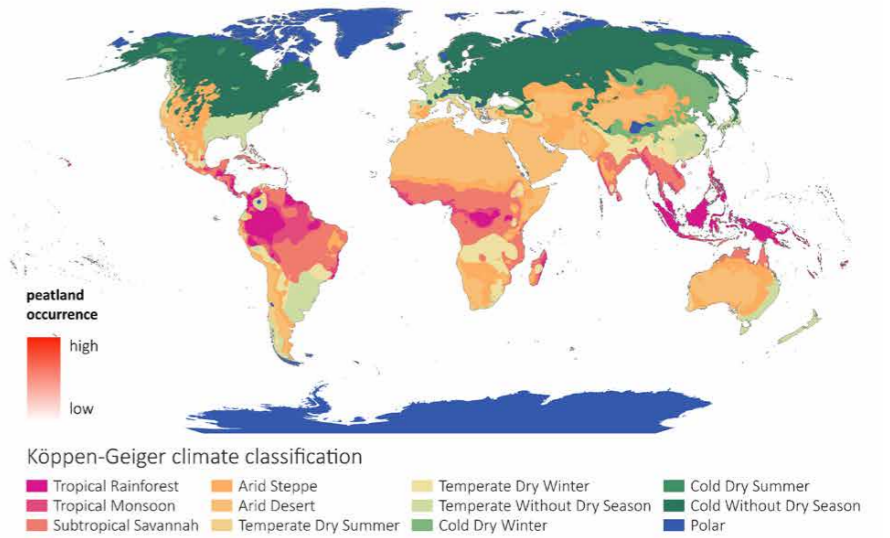 peatland
occurrence
high
low
Köppen-Geiger climate classification
Tropical Rainforest
Tropical Monsoon
Subtropical Savannah
Arid Steppe
Arid Desert
Temperate Dry Summer
Temperate Dry Winter
Temperate Without Dry Season
Cold Dry Winter
Cold Dry Summer
Cold Without Dry Season
Polar